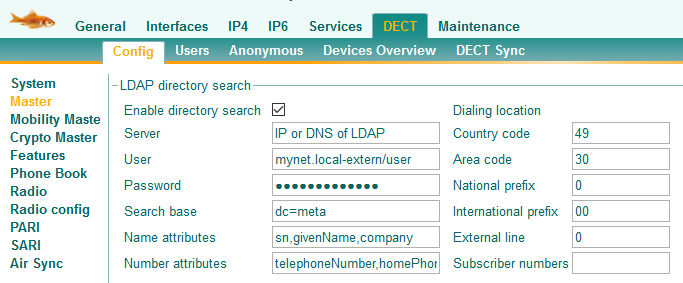 General Interfaces IP4 IP6 Services DECT Maintenance
Config Users Anonymous Devices Overview DECT Sync
System
Master
Mobility Maste
Crypto Master
Features
Phone Book
Radio
Radio config
PARI
SARI
Air Sync
LDAP directory search
Enable directory search Dialing location
Server IP or DNS of LDAP Country code 49
User mynet.local-extern/user Area code 30
Password ●●●●●●●●●●●●● National prefix 0
Search base dc=meta International prefix 00
Name attributes sn,givenName,company External line 0
Number attributes telephoneNumber,homePhor Subscriber numbers